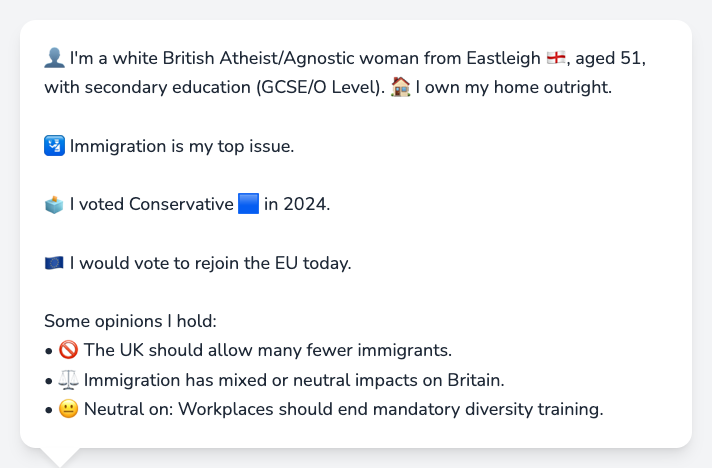 👤 I'm a white British Atheist/Agnostic woman from Eastleigh 🏴󠁧󠁢󠁥󠁮󠁧󠁿, aged 51,
with secondary education (GCSE/O Level). 🏠 I own my home outright.
🛂 Immigration is my top issue.
🗳️ I voted Conservative 🟦 in 2024.
🇪🇺 I would vote to rejoin the EU today.
Some opinions I hold:
• 🚫 The UK should allow many fewer immigrants.
• ⚖️ Immigration has mixed or neutral impacts on Britain.
• 😐 Neutral on: Workplaces should end mandatory diversity training.